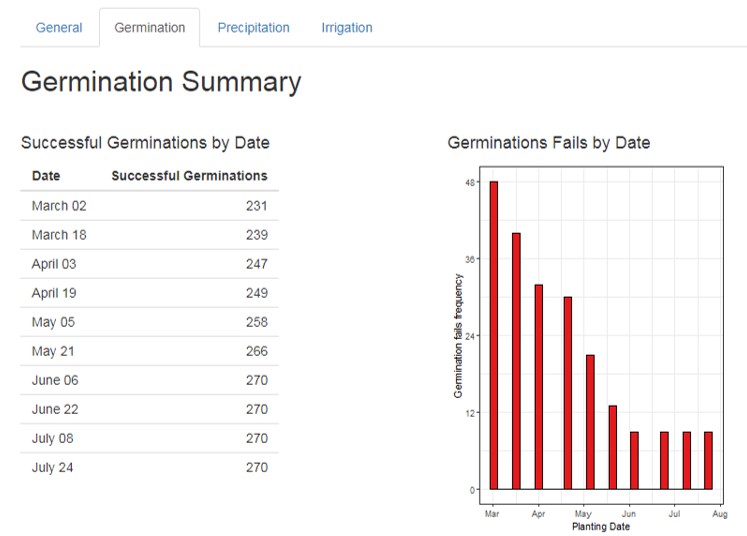 General Germination Precipitation Irrigation
Germination Summary
Successful Germinations by Date
Date Successful Germinations
March 02 231
March 18 239
April 03 247
April 19 249
May 05 258
May 21 266
June 06 270
June 22 270
July 08 270
July 24 270
Germinations Fails by Date
Germination fails frequency
48
36
24
12
0
Mar Apr May Jun Jul Aug
Planting Date